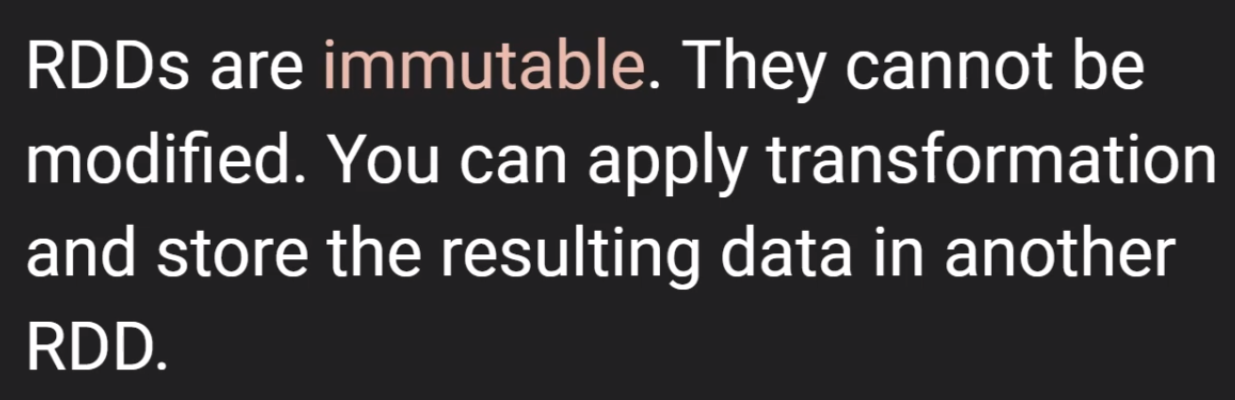 RDDs are immutable. They cannot be
modified. You can apply transformation
and store the resulting data in another
RDD.